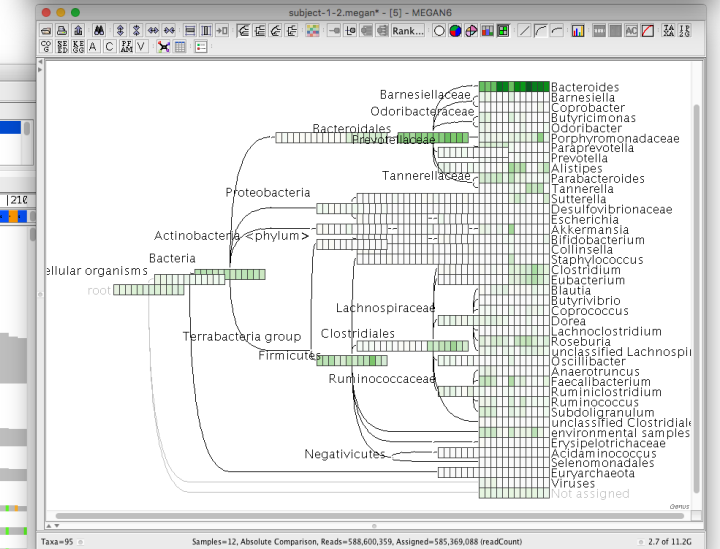 subject-1-2.megan* - [5] - MEGAN6
Rank...
AC
A C V
210
Bacteroides
Barnesiellaceae
Barnesiella
Coprobacter
Odoribacteraceae
Butyricimonas
Odoribacter
Bacteroidales
Prevotellaceae
Porphyromonadaceae
Paraprevotella
Prevotella
Alistipes
Tannerellaceae
Parabacteroides
Tannerella
Proteobacteria
Sutterella
Desulfovibrionaceae
Escherichia
Actinobacteria <phylum>
Akkermansia
Bifidobacterium
Collinsella
Bacteria
Staphylococcus
ellular organisms
Clostridium
Eubacterium
root
Blautia
Butyrivibrio
Lachnospiraceae
Coprococcus
Dorea
Terrabacteria group
Clostridiales
Lachnoclostridium
Roseburia
Firmicutes
unclassified Lachnospi
Oscillibacter
Anaerotruncus
Ruminococcaceae
Faecalibacterium
Ruminiclostridium
Ruminococcus
Subdoligranulum
unclassified Clostridiale
environmental samples
Erysipelotrichaceae
Negativicutes
Acidaminococcus
Selenomonadales
Euryarchaeota
Viruses
Not assigned
Genus
Taxa=95
Samples=12, Absolute Comparison, Reads=588,600,359, Assigned=585,369,088 (readCount)
2.7 of 11.2G